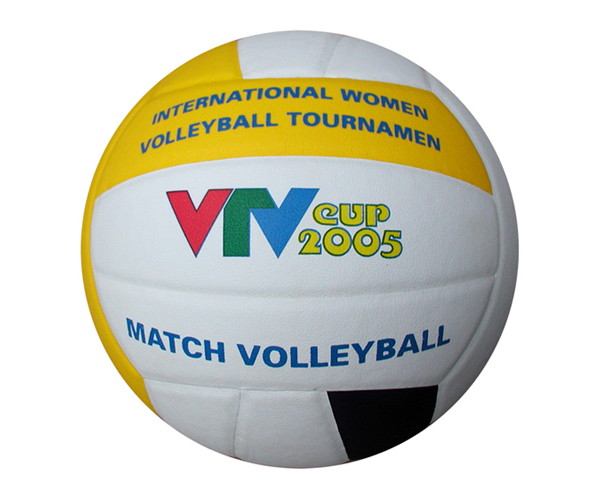 INTERNATIONAL WOMEN
VOLLEYBALL TOURNAMEN
VTV cup
2005
MATCH VOLLEYBALL